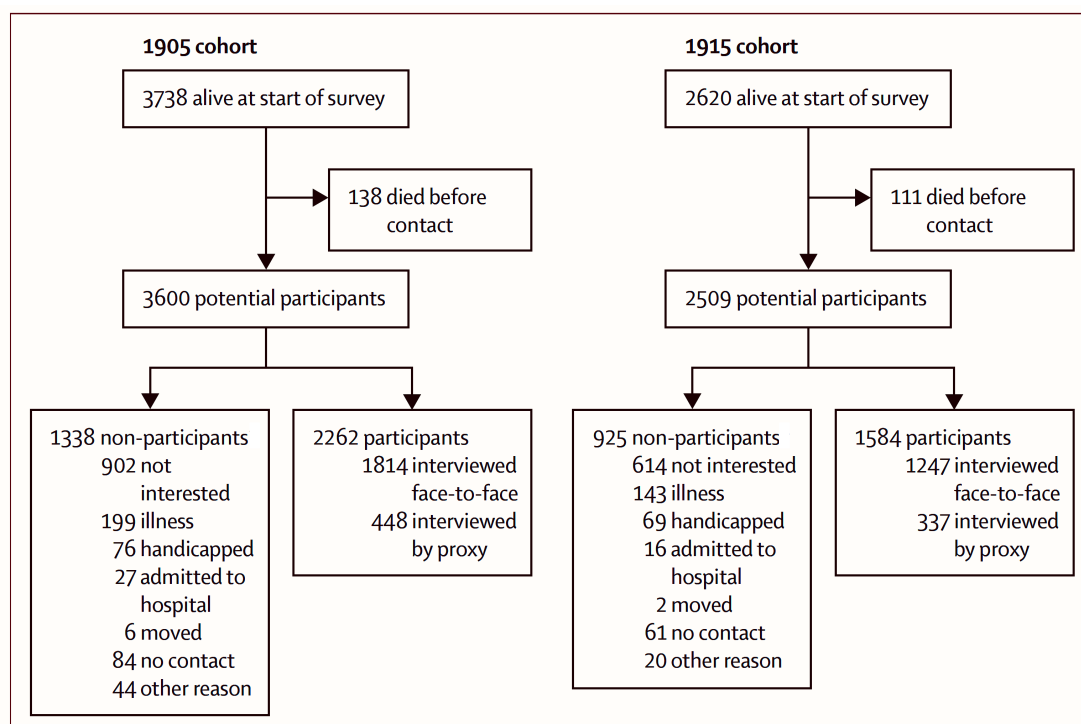 1905 cohort
3738 alive at start of survey
138 died before
contact
3600 potential participants
1338 non-participants
902 not
interested
199 illness
76 handicapped
27 admitted to
hospital
6 moved
84 no contact
44 other reason
2262 participants
1814 interviewed
face-to-face
448 interviewed
by proxy
1915 cohort
2620 alive at start of survey
111 died before
contact
2509 potential participants
925 non-participants
614 not interested
143 illness
69 handicapped
16 admitted to
hospital
2 moved
61 no contact
20 other reason
1584 participants
1247 interviewed
face-to-face
337 interviewed
by proxy